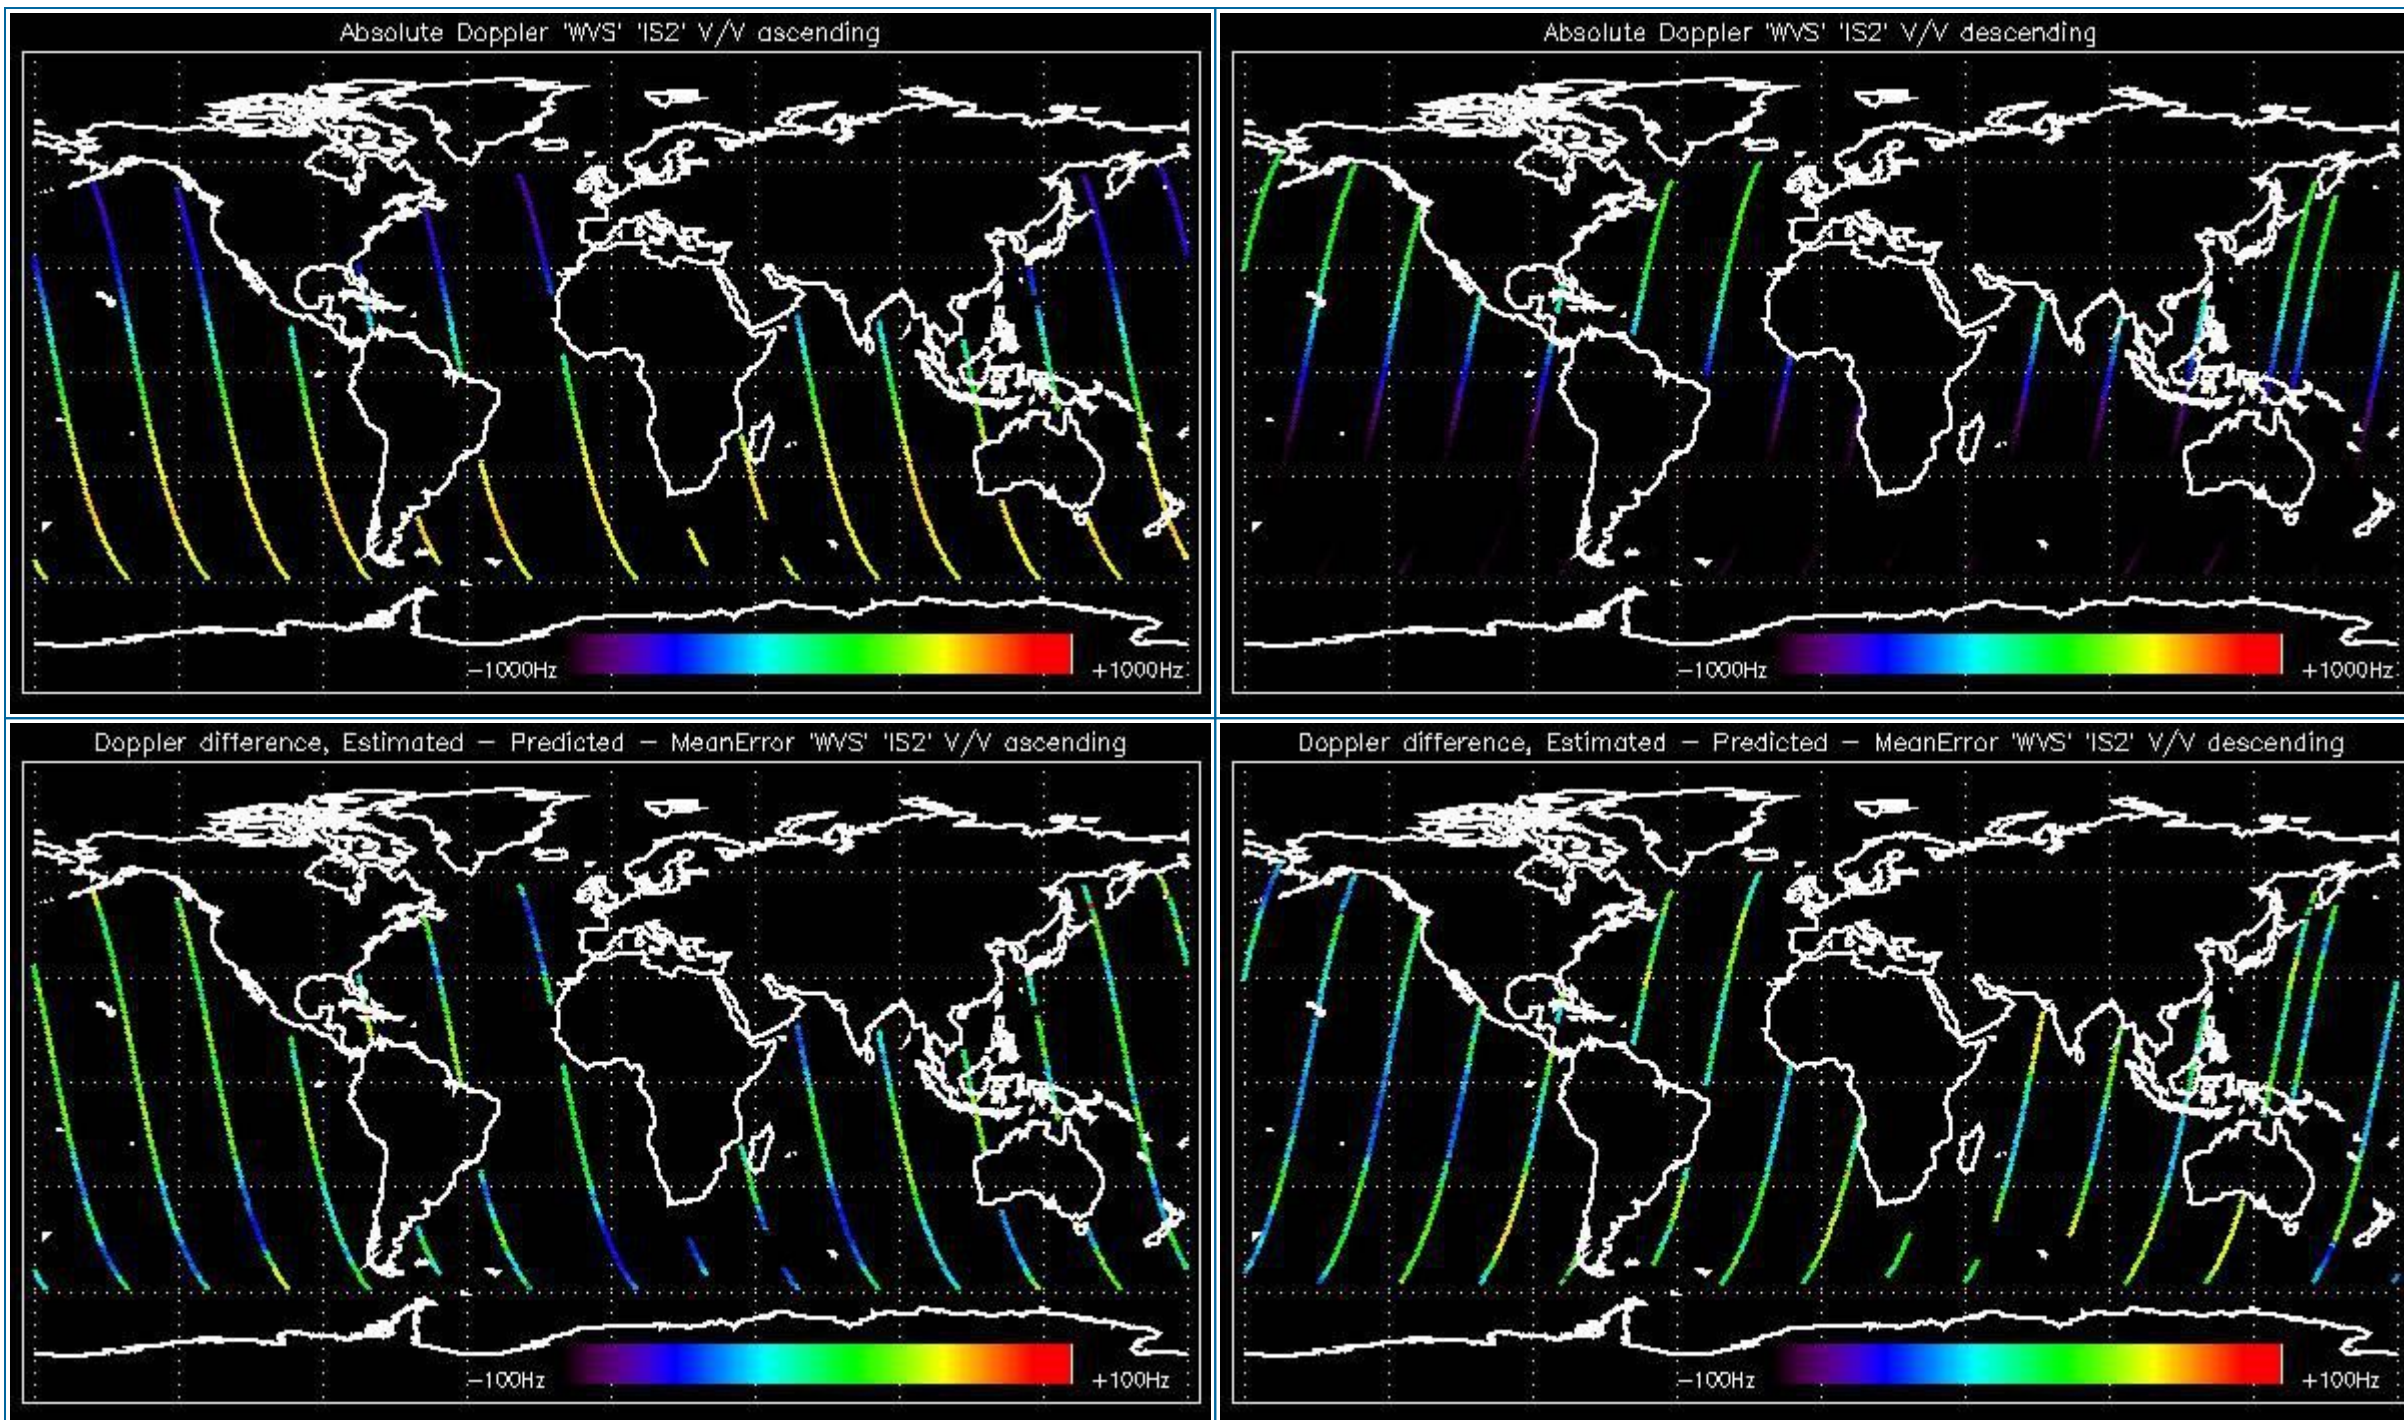 Absolute Doppler 'WVS' 'IS2' V/V ascending
-1000Hz
+1000Hz
Absolute Doppler 'WVS' 'IS2' V/V descending
-1000Hz
+1000Hz
Doppler difference, Estimated - Predicted - MeanError 'WVS' 'IS2' V/V ascending
-100Hz
+100Hz
Doppler difference, Estimated - Predicted - MeanError 'WVS' 'IS2' V/V descending
-100Hz
+100Hz